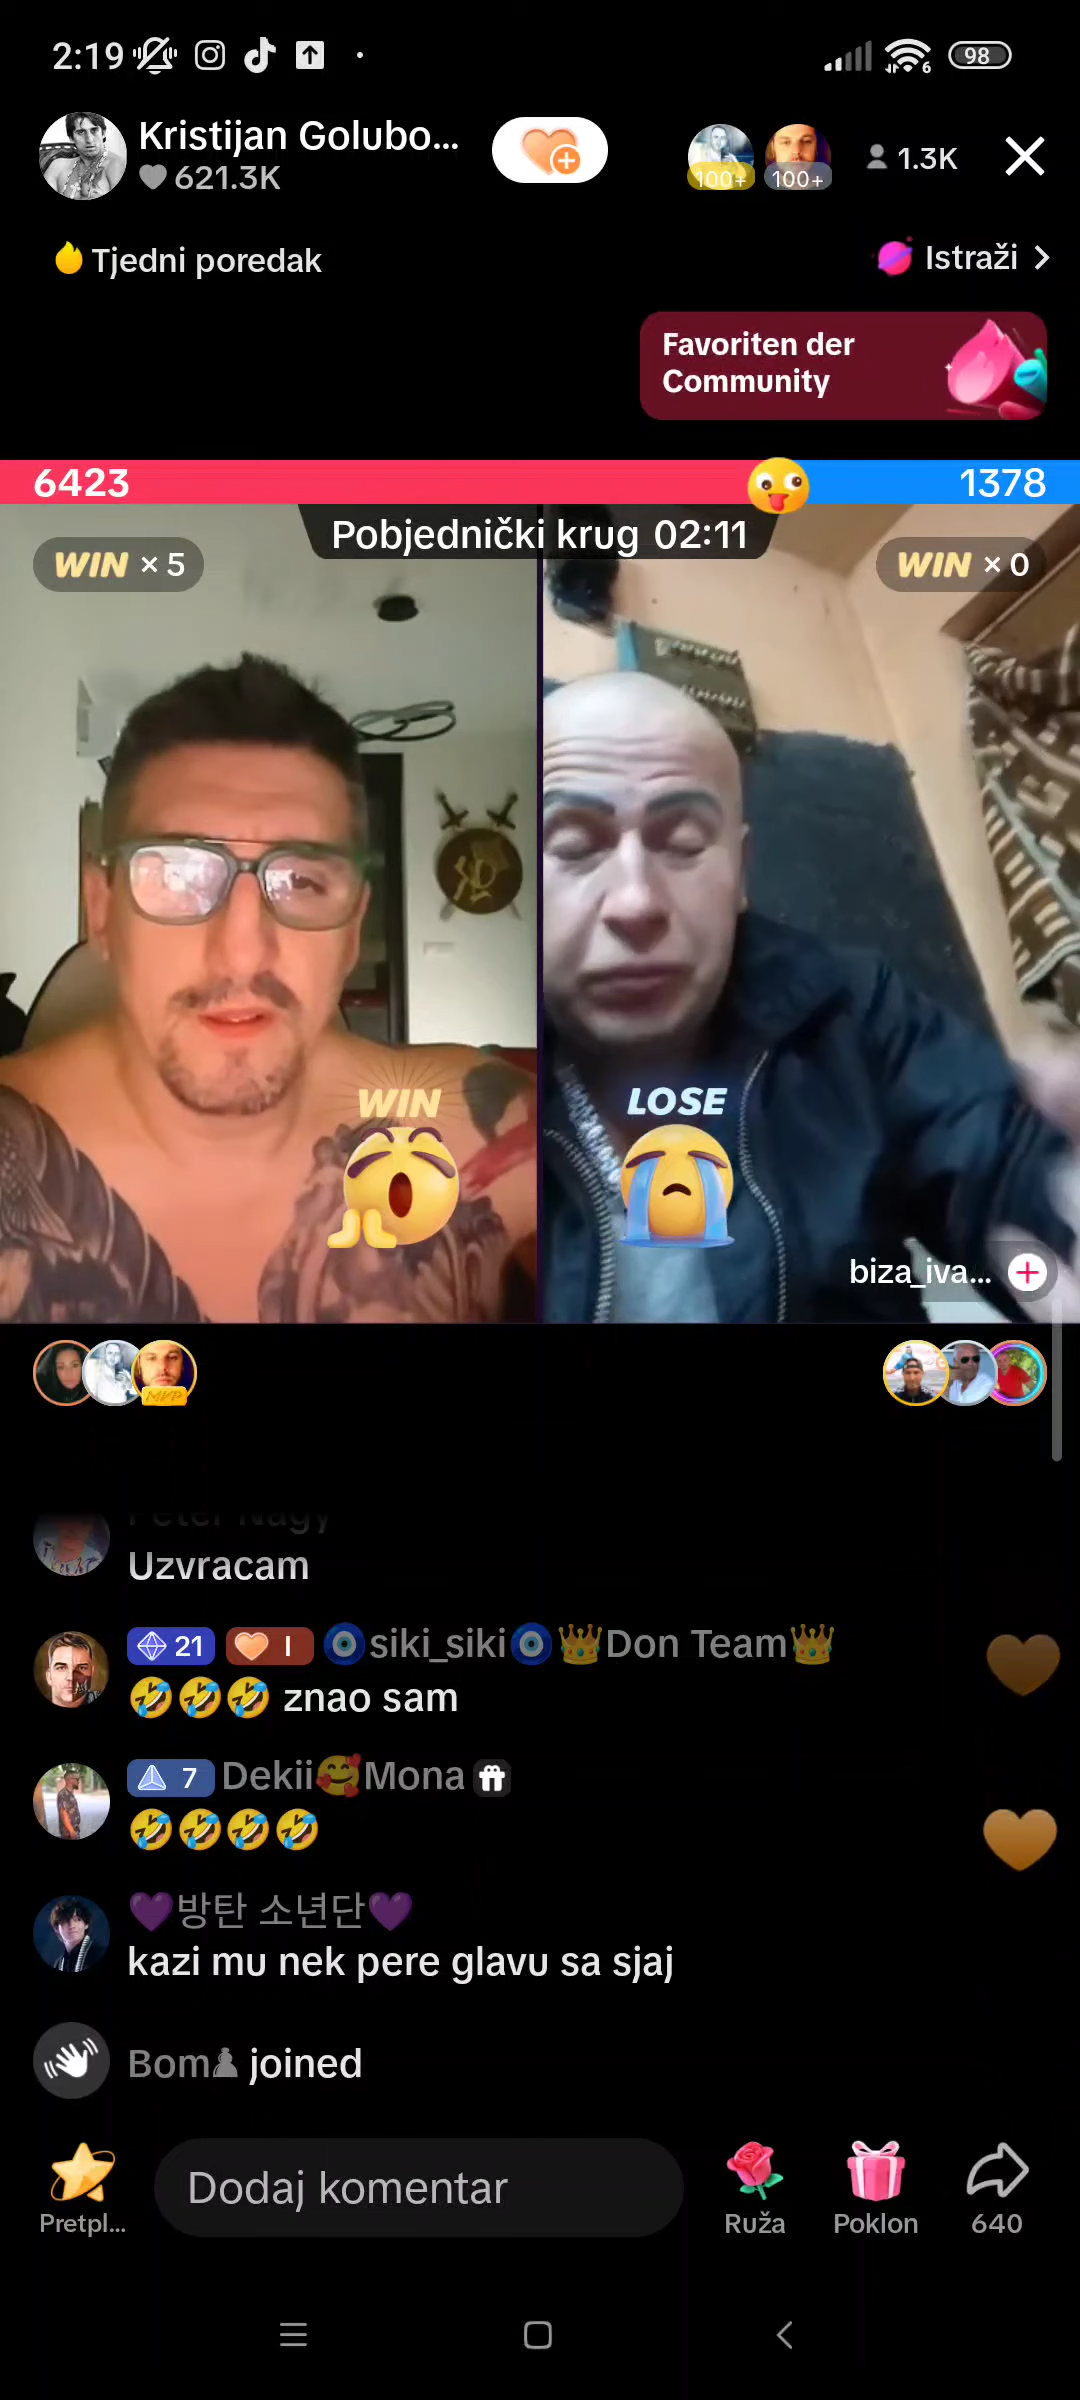 2:19
98
Kristijan Golubo...
621.3K
100+
100+
1.3K
Tjedni poredak
Istraži >
Favoriten der
Community
6423
1378
Pobjednički krug 02:11
WIN × 5
WIN × 0
WIN
LOSE
biza_iva...
MVP
Peter Nagy
Uzvracam
21 I 🧿siki_siki🧿👑Don Team👑
🤣🤣🤣 znao sam
7 Dekii🥰Mona
🤣🤣🤣🤣
💜방탄 소년단💜
kazi mu nek pere glavu sa sjaj
Bom♟ joined
Dodaj komentar
Pretpl...
Ruža
Poklon
640